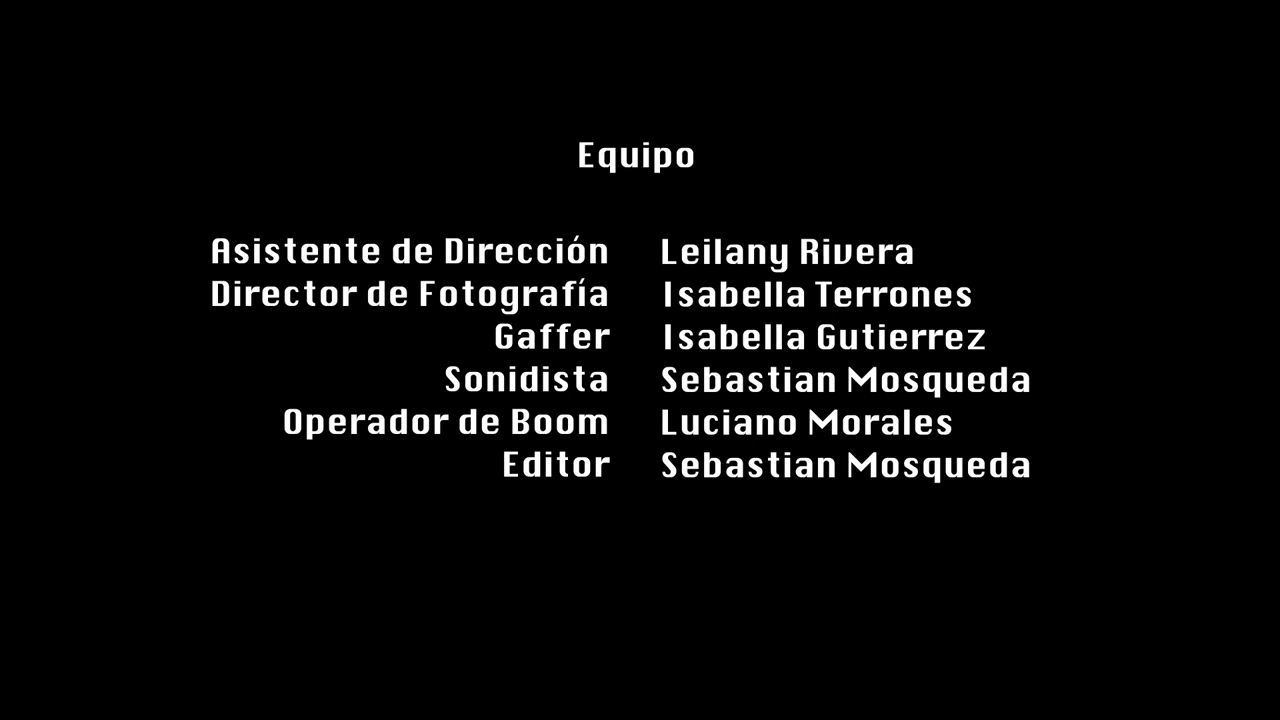 Equipo
Asistente de Dirección Leilany Rivera
Director de Fotografía Isabella Terrones
Gaffer Isabella Gutierrez
Sonidista Sebastian Mosqueda
Operador de Boom Luciano Morales
Editor Sebastian Mosqueda